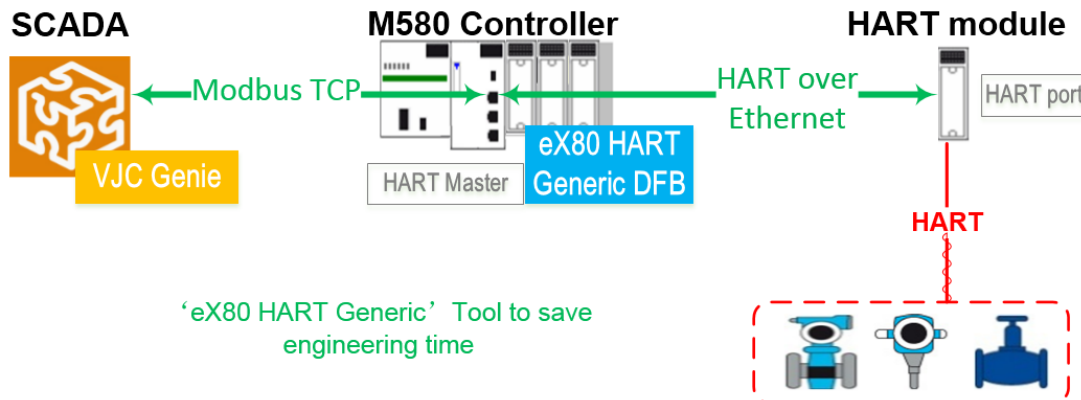 SCADA
M580 Controller
HART module
Modbus TCP
HART over
Ethernet
HART port
VJC Genie
HART Master
eX80 HART
Generic DFB
HART
‘eX80 HART Generic’ Tool to save
engineering time